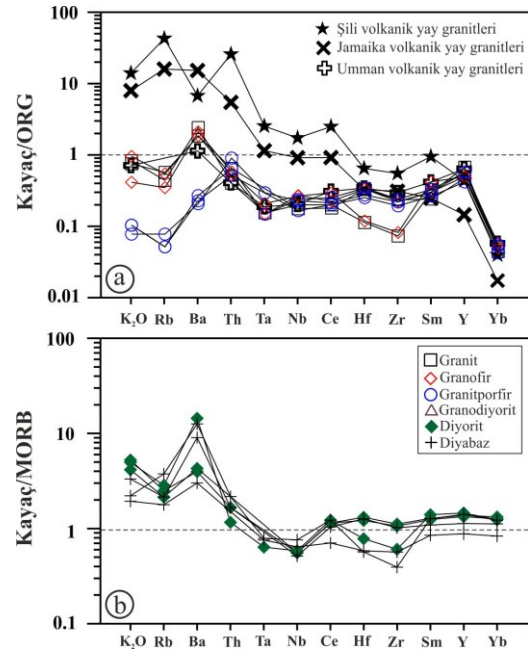 Kayaç/ORG
100
10
1
0.1
0.01
Şili volkanik yay granitleri
Jamaika volkanik yay granitleri
Umman volkanik yay granitleri
a
K₂O Rb Ba Th Ta Nb Ce Hf Zr Sm Y Yb
Kayaç/MORB
100
10
1
0.1
Granit
Granofir
Granitporfir
Granodiyorit
Diyorit
Diyabaz
b
K₂O Rb Ba Th Ta Nb Ce Hf Zr Sm Y Yb